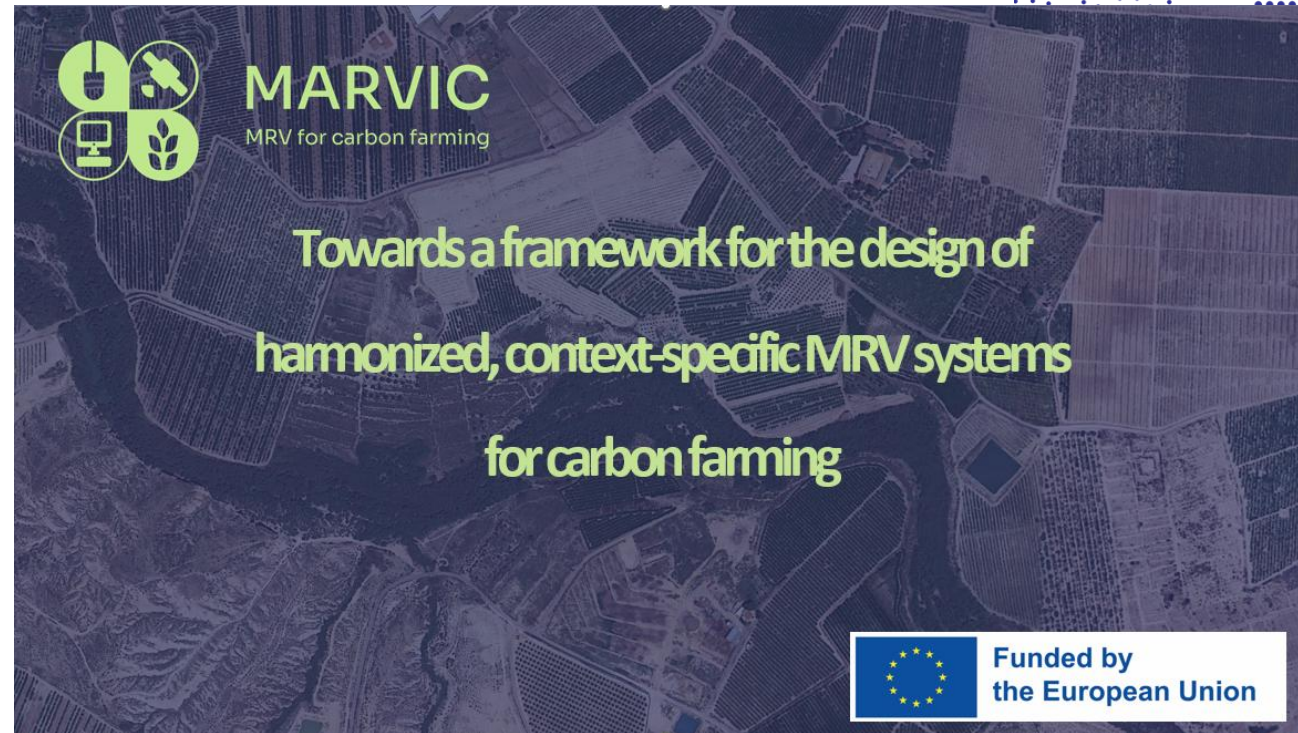 MARVIC
MRV for carbon farming
Towards a framework for the design of
harmonized, context-specific MRV systems
for carbon farming
Funded by
the European Union